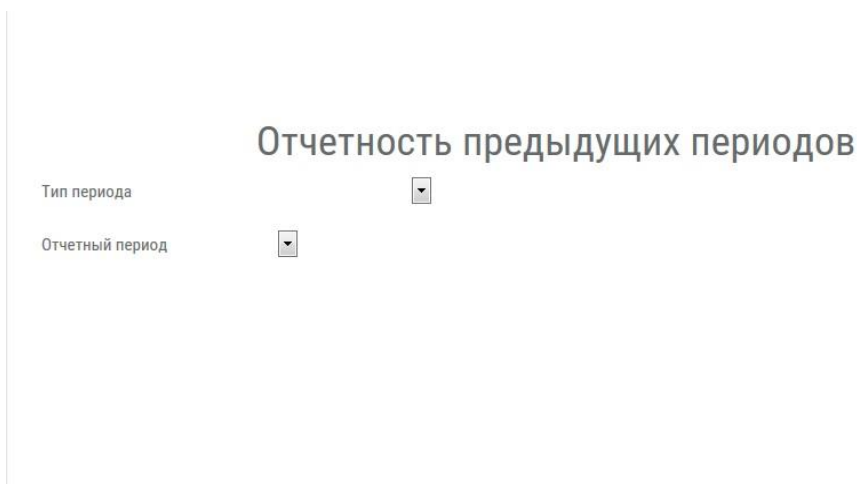 Отчетность предыдущих периодов
Тип периода
Отчетный период